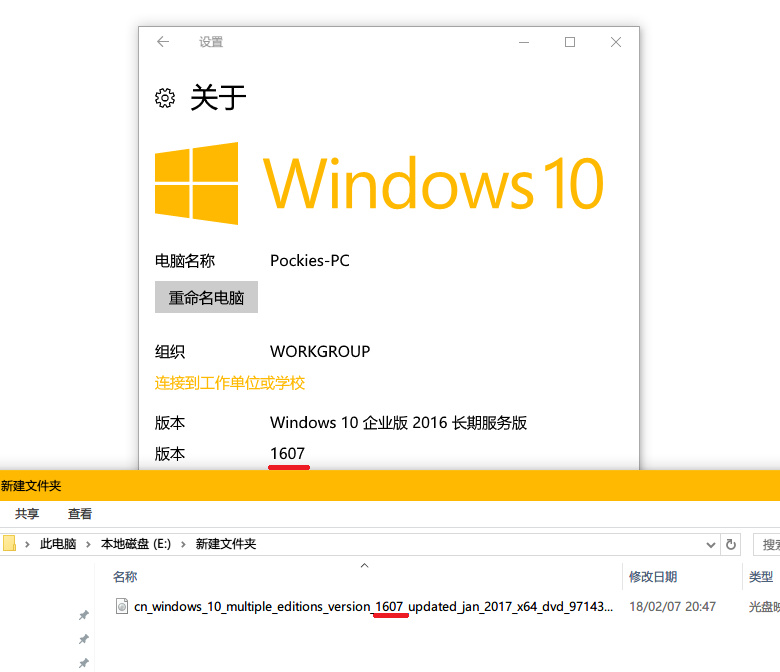 设置
关于
Windows 10
电脑名称 Pockies-PC
重命名电脑
组织 WORKGROUP
连接到工作单位或学校
版本 Windows 10 企业版 2016 长期服务版
版本 1607
新建文件夹
共享 查看
此电脑 本地磁盘 (E:) 新建文件夹 搜
名称 修改日期 类型
cn_windows_10_multiple_editions_version_1607_updated_jan_2017_x64_dvd_97143... 18/02/07 20:47 光盘